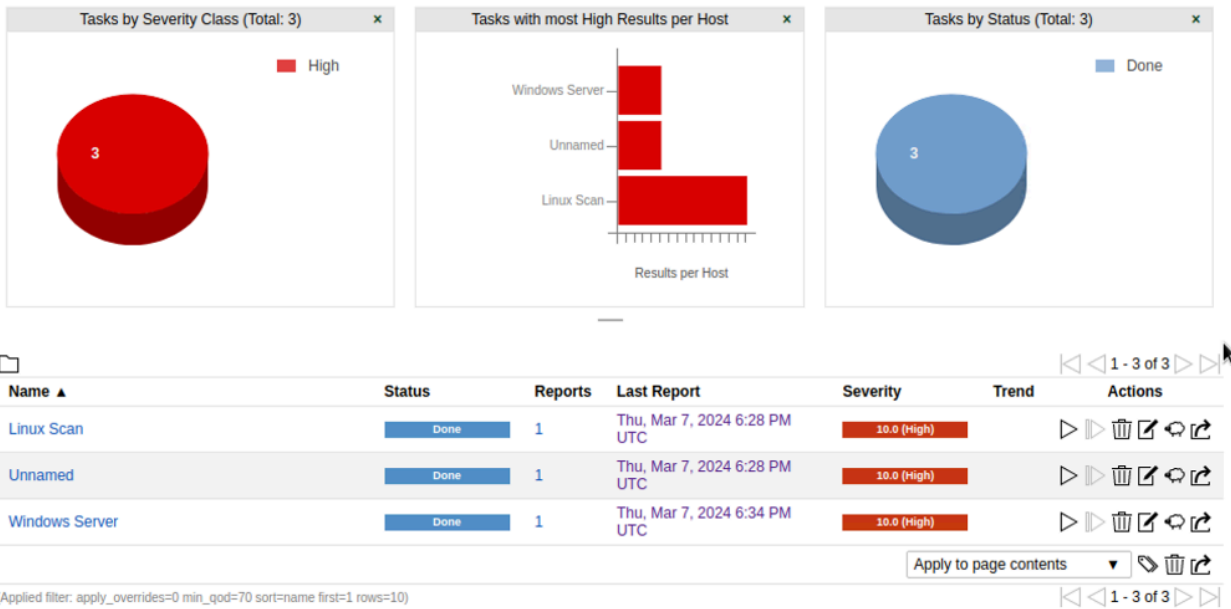 Tasks by Severity Class (Total: 3) ×
High
3
Tasks with most High Results per Host ×
Windows Server
Unnamed
Linux Scan
Results per Host
Tasks by Status (Total: 3) ×
Done
3
1 - 3 of 3
Name ▲ Status Reports Last Report Severity Trend Actions
Linux Scan Done 1 Thu, Mar 7, 2024 6:28 PM 10.0 (High)
UTC
Unnamed Done 1 Thu, Mar 7, 2024 6:28 PM 10.0 (High)
UTC
Windows Server Done 1 Thu, Mar 7, 2024 6:34 PM 10.0 (High)
UTC
Apply to page contents ▼
Applied filter: apply_overrides=0 min_qod=70 sort=name first=1 rows=10)
1 - 3 of 3